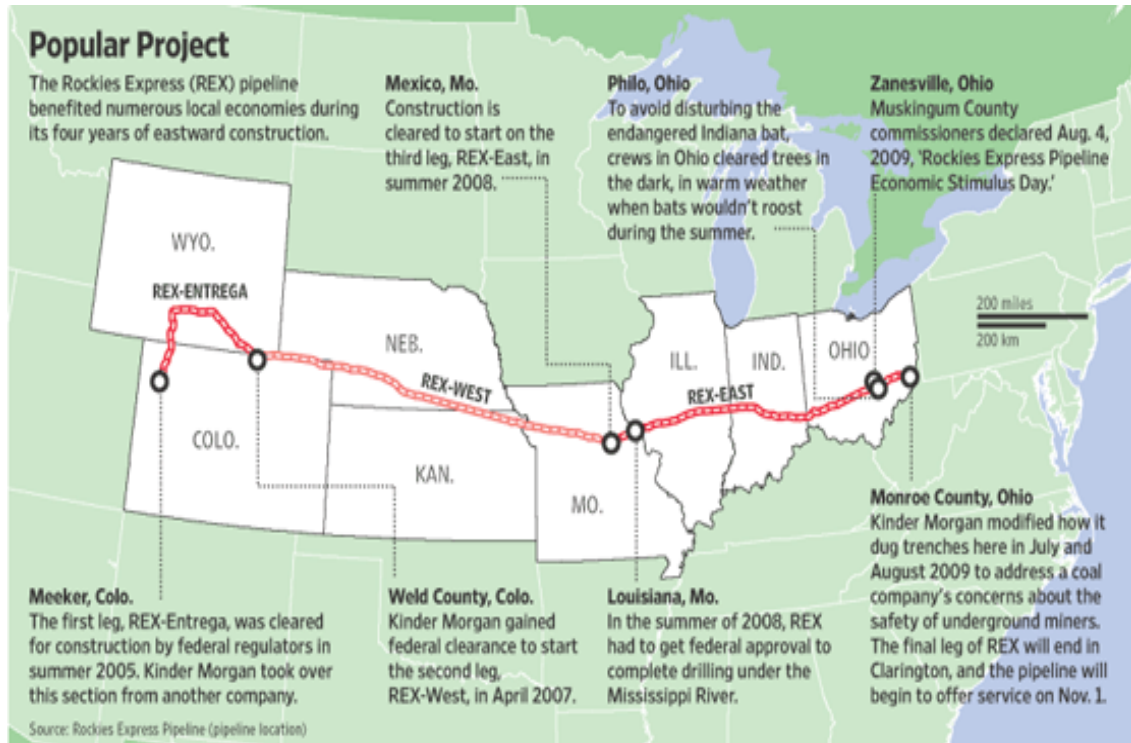 Popular Project
The Rockies Express (REX) pipeline
benefited numerous local economies during
its four years of eastward construction.
Mexico, Mo.
Construction is
cleared to start on the
third leg, REX-East, in
summer 2008.
Philo, Ohio
To avoid disturbing the
endangered Indiana bat,
crews in Ohio cleared trees in
the dark, in warm weather
when bats wouldn't roost
during the summer.
Zanesville, Ohio
Muskingum County
commissioners declared Aug. 4,
2009, 'Rockies Express Pipeline
Economic Stimulus Day.'
WYO.
REX-ENTREGA
NEB.
REX-WEST
COLO.
KAN.
MO.
ILL.
IND.
OHIO
REX-EAST
200 miles
200 km
Meeker, Colo.
The first leg, REX-Entrega, was cleared
for construction by federal regulators in
summer 2005. Kinder Morgan took over
this section from another company.
Weld County, Colo.
Kinder Morgan gained
federal clearance to start
the second leg,
REX-West, in April 2007.
Louisiana, Mo.
In the summer of 2008, REX
had to get federal approval to
complete drilling under the
Mississippi River.
Monroe County, Ohio
Kinder Morgan modified how it
dug trenches here in July and
August 2009 to address a coal
company's concerns about the
safety of underground miners.
The final leg of REX will end in
Clarington, and the pipeline will
begin to offer service on Nov. 1.
Source: Rockies Express Pipeline (pipeline location)